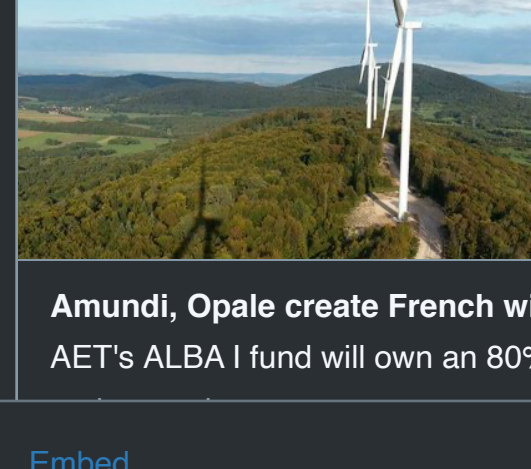 Amundi, Opale create French wi
AET's ALBA I fund will own an 80%
Embed